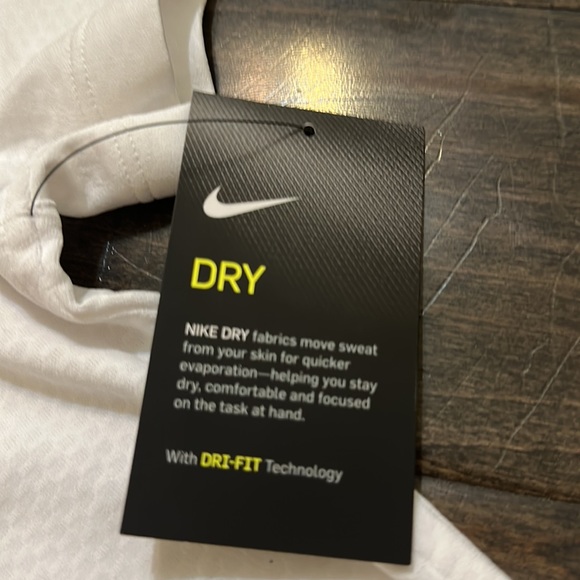 DRY
NIKE DRY fabrics move sweat
from your skin for quicker
evaporation—helping you stay
dry, comfortable and focused
on the task at hand.
With DRI-FIT Technology